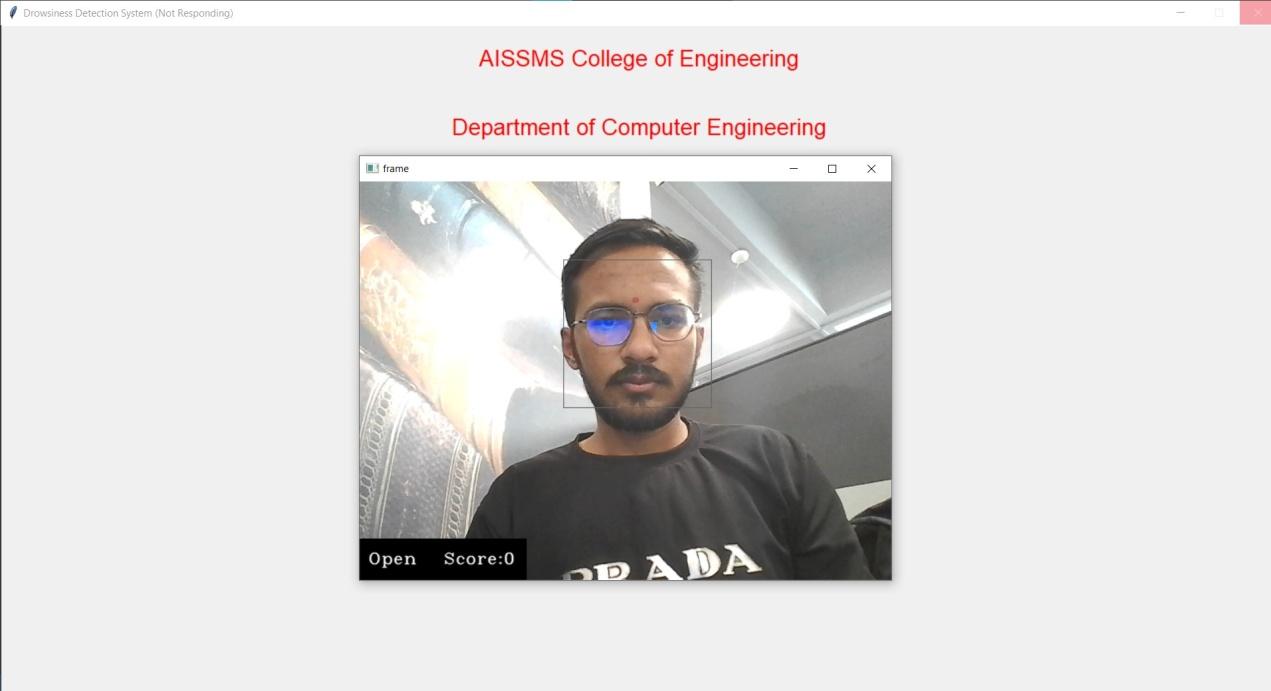 Drowsiness Detection System (Not Responding)
AISSMS College of Engineering
Department of Computer Engineering
frame
PRADA
Open Score:0